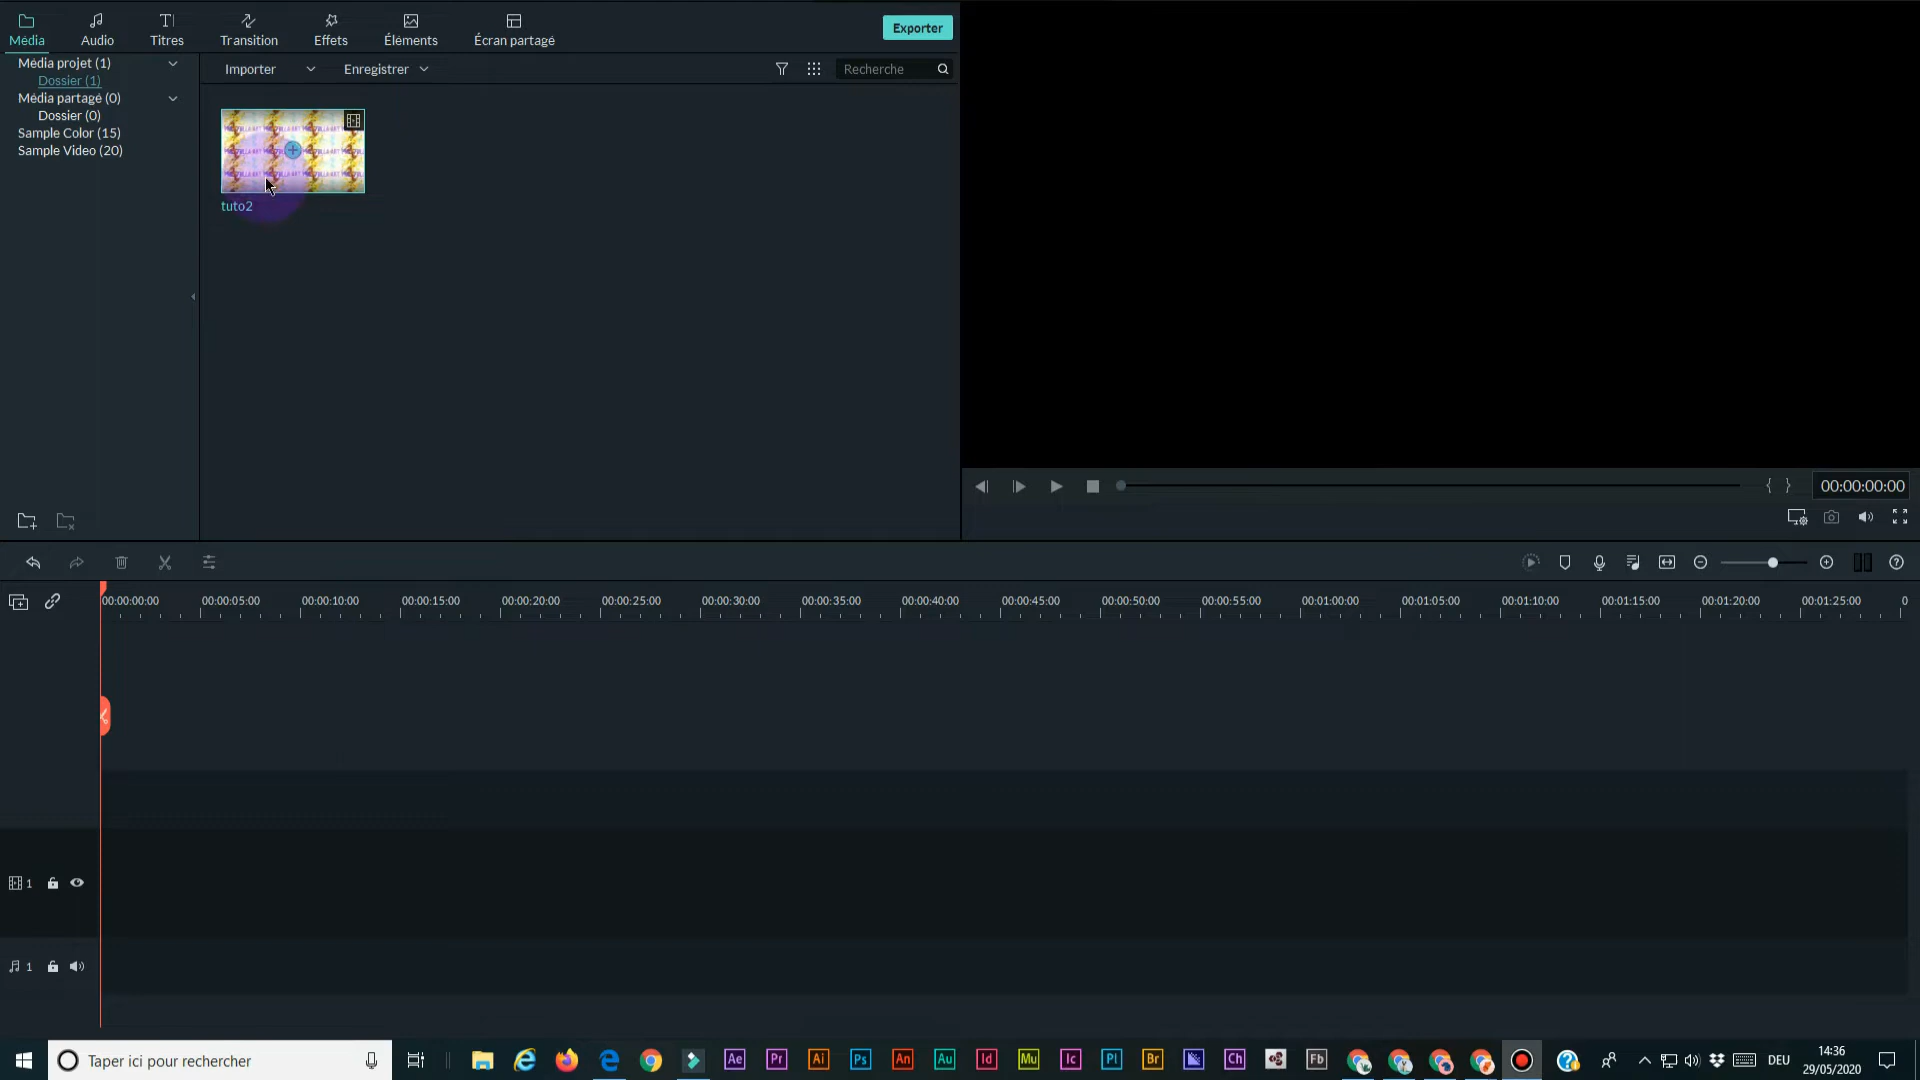 Média
Audio
Titres
Transition
Effets
Éléments
Écran partagé
Exporter
Média projet (1)
Dossier (1)
Média partagé (0)
Dossier (0)
Sample Color (15)
Sample Video (20)
Importer
Enregistrer
Recherche
tuto2
{ }
00:00:00:00
00:00:00:00 00:00:05:00 00:00:10:00 00:00:15:00 00:00:20:00 00:00:25:00 00:00:30:00 00:00:35:00 00:00:40:00 00:00:45:00 00:00:50:00 00:00:55:00 00:01:00:00 00:01:05:00 00:01:10:00 00:01:15:00 00:01:20:00 00:01:25:00 0
1
1
Taper ici pour rechercher
Ae Pr Ai Ps An Au Id Mu Ic Pl Br Ch Fb
DEU
14:36
29/05/2020